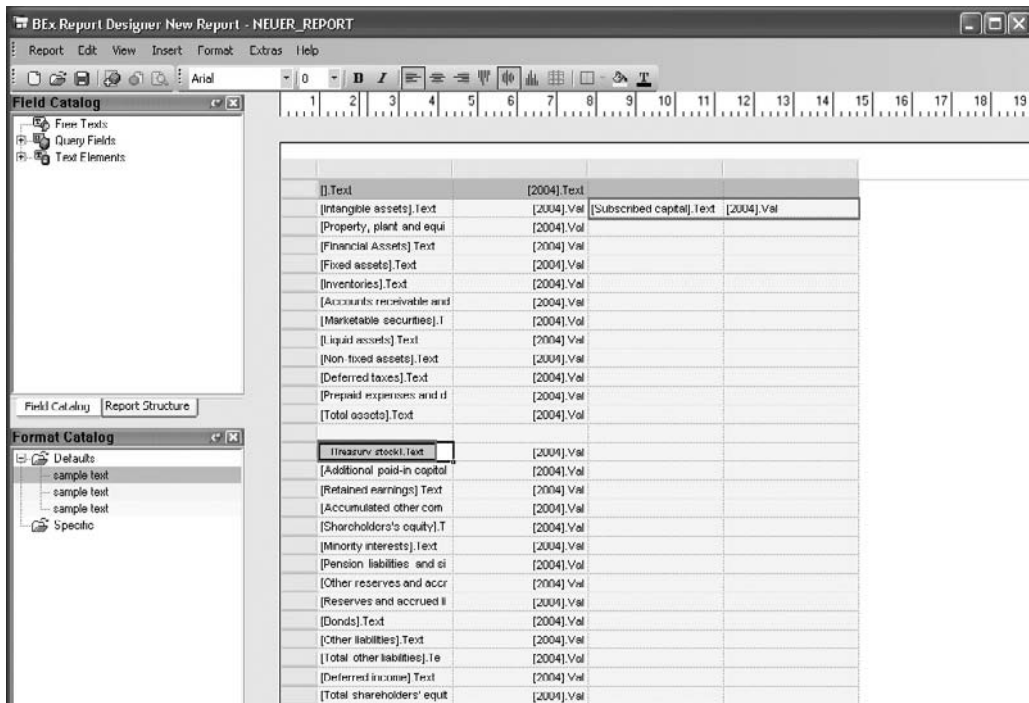 BEx Report Designer New Report - NEUER_REPORT
Report Edit View Insert Format Extras Help
Arial 0 B I T
Field Catalog
1 2 3 4 5 6 7 8 9 10 11 12 13 14 15 16 17 18 19
Free Texts
Query Fields
Text Elements
[].Text [2004].Text
[Intangible assets].Text [2004].Val [Subscribed capital].Text [2004].Val
[Property, plant and equi [2004].Val
[Financial Assets].Text [2004].Val
[Fixed assets].Text [2004].Val
[Inventories].Text [2004].Val
[Accounts receivable and [2004].Val
[Marketable securities].T [2004].Val
[Liquid assets].Text [2004].Val
[Non-fixed assets].Text [2004].Val
[Deferred taxes].Text [2004].Val
[Prepaid expenses and d [2004].Val
Field Catalog Report Structure
[Total assets].Text [2004].Val
Format Catalog
[Treasury stock].Text [2004].Val
Defaults
sample text
sample text
sample text
Specific
[Additional paid-in capital [2004].Val
[Retained earnings].Text [2004].Val
[Accumulated other com [2004].Val
[Shareholders's equity].T [2004].Val
[Minority interests].Text [2004].Val
[Pension liabilities and si [2004].Val
[Other reserves and accr [2004].Val
[Reserves and accrued li [2004].Val
[Bonds].Text [2004].Val
[Other liabilities].Text [2004].Val
[Total other liabilities].Te [2004].Val
[Deferred income].Text [2004].Val
[Total shareholders' equit [2004].Val